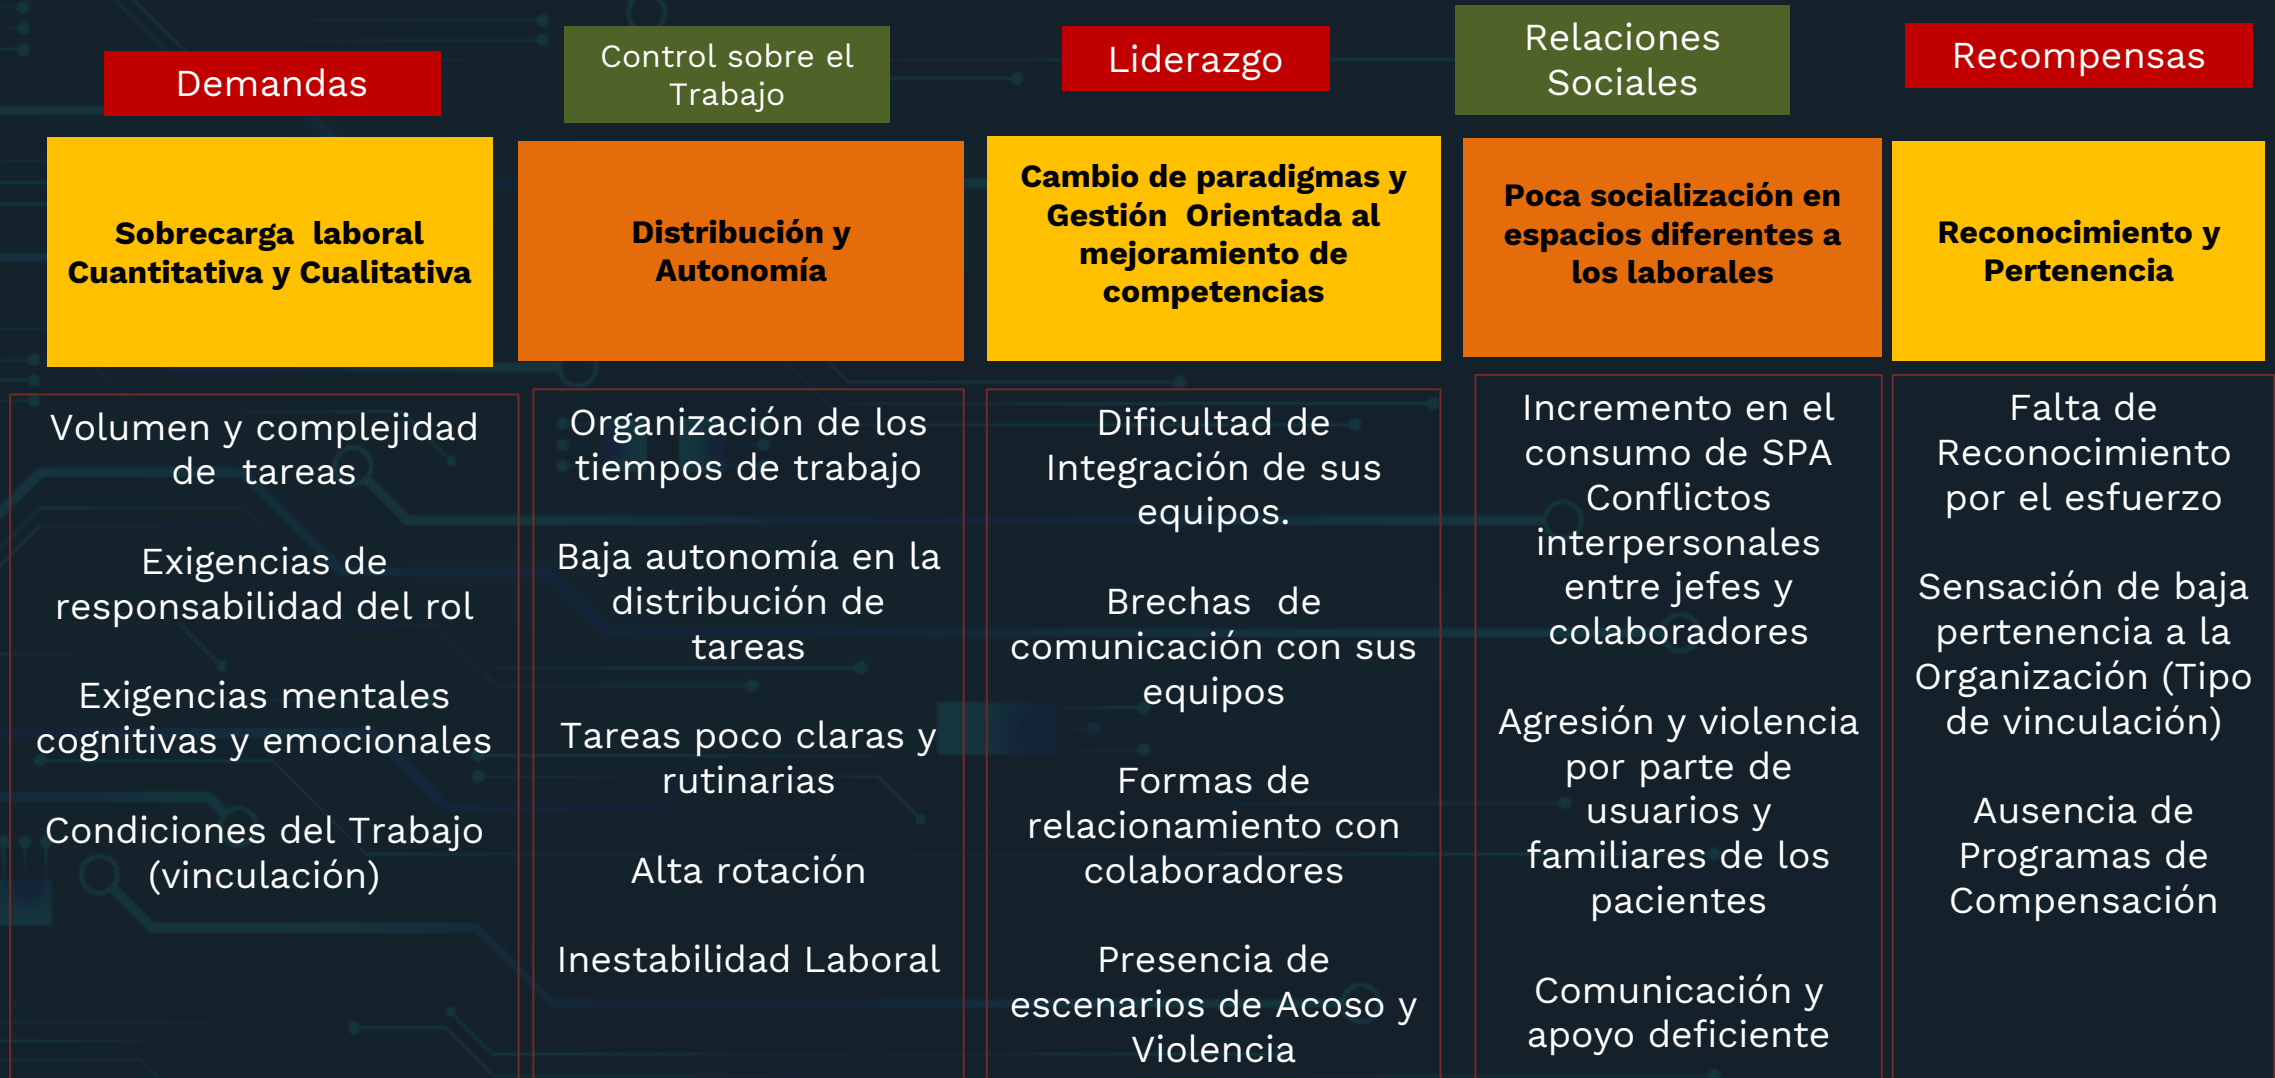 Demandas
Sobrecarga laboral
Cuantitativa y Cualitativa
Volumen y complejidad
de tareas
Exigencias de
responsabilidad del rol
Exigencias mentales
cognitivas y emocionales
Condiciones del Trabajo
(vinculación)
Control sobre el
Trabajo
Distribución y
Autonomía
Organización de los
tiempos de trabajo
Baja autonomía en la
distribución de
tareas
Tareas poco claras y
rutinarias
Alta rotación
Inestabilidad Laboral
Liderazgo
Cambio de paradigmas y
Gestión Orientada al
mejoramiento de
competencias
Dificultad de
Integración de sus
equipos.
Brechas de
comunicación con sus
equipos
Formas de
relacionamiento con
colaboradores
Presencia de
escenarios de Acoso y
Violencia
Relaciones
Sociales
Poca socialización en
espacios diferentes a
los laborales
Incremento en el
consumo de SPA
Conflictos
interpersonales
entre jefes y
colaboradores
Agresión y violencia
por parte de
usuarios y
familiares de los
pacientes
Comunicación y
apoyo deficiente
Recompensas
Reconocimiento y
Pertenencia
Falta de
Reconocimiento
por el esfuerzo
Sensación de baja
pertenencia a la
Organización (Tipo
de vinculación)
Ausencia de
Programas de
Compensación